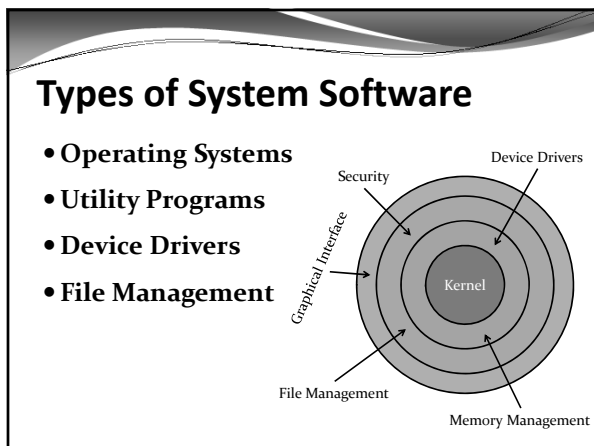 Types of System Software
• Operating Systems
• Utility Programs
• Device Drivers
• File Management
Device Drivers
Security
Graphical Interface
Kernel
File Management
Memory Management